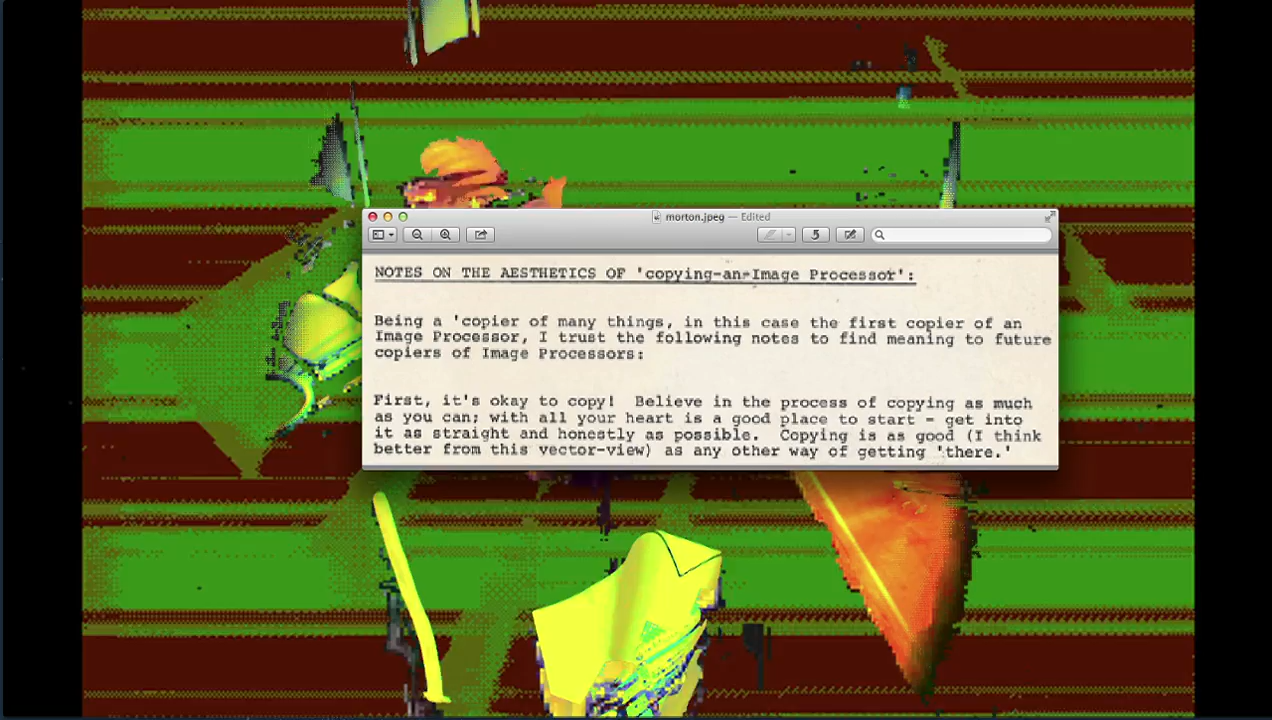 morton.jpeg — Edited
5
NOTES ON THE AESTHETICS OF 'copying-an-Image Processor':
Being a 'copier of many things, in this case the first copier of an
Image Processor, I trust the following notes to find meaning to future
copiers of Image Processors:
First, it's okay to copy!  Believe in the process of copying as much
as you can; with all your heart is a good place to start - get into
it as straight and honestly as possible.  Copying is as good (I think
better from this vector-view) as any other way of getting 'there.'